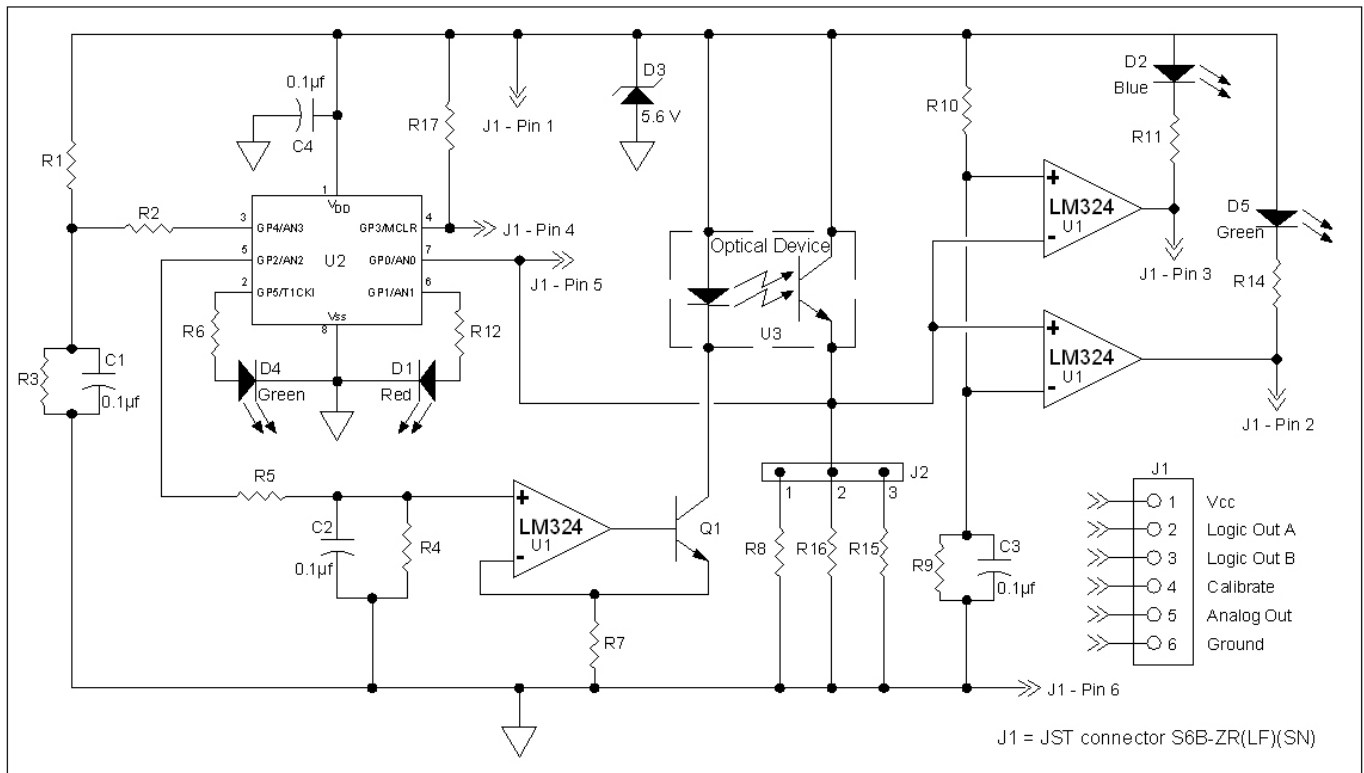 0.1µf
C4
R17
J1 - Pin 1
D3
5.6 V
R10
D2
Blue
R11
R1
R2
1
VDD
3
GP4/AN3
GP3/MCLR
4
J1 - Pin 4
5
GP2/AN2
U2
GP0/AN0
7
J1 - Pin 5
2
GP5/T1CKI
GP1/AN1
6
Vss
8
R6
R12
D4
Green
D1
Red
R3
C1
0.1µf
Optical Device
U3
+
LM324
U1
-
J1 - Pin 3
D5
Green
R14
+
LM324
U1
-
J1 - Pin 2
R5
C2
0.1µf
R4
+
LM324
U1
-
Q1
R7
J2
1
2
3
R8
R16
R15
R9
C3
0.1µf
J1
1 Vcc
2 Logic Out A
3 Logic Out B
4 Calibrate
5 Analog Out
6 Ground
J1 - Pin 6
J1 = JST connector S6B-ZR(LF)(SN)